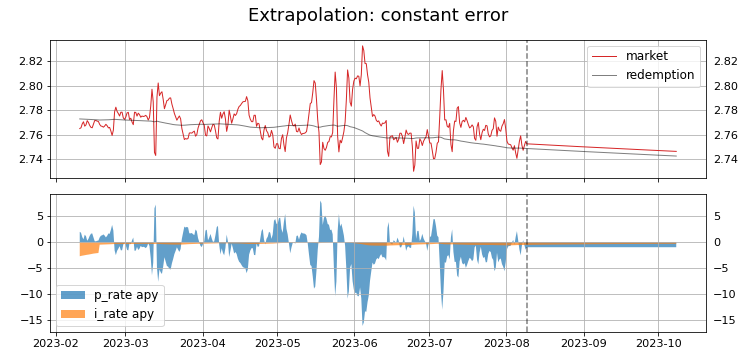 Extrapolation: constant error
2.82 2.82
2.80 2.80
2.78 2.78
2.76 2.76
2.74 2.74
market
redemption
5
0
−5
−10
−15
5
0
−5
−10
−15
p_rate apy
i_rate apy
2023-02 2023-03 2023-04 2023-05 2023-06 2023-07 2023-08 2023-09 2023-10